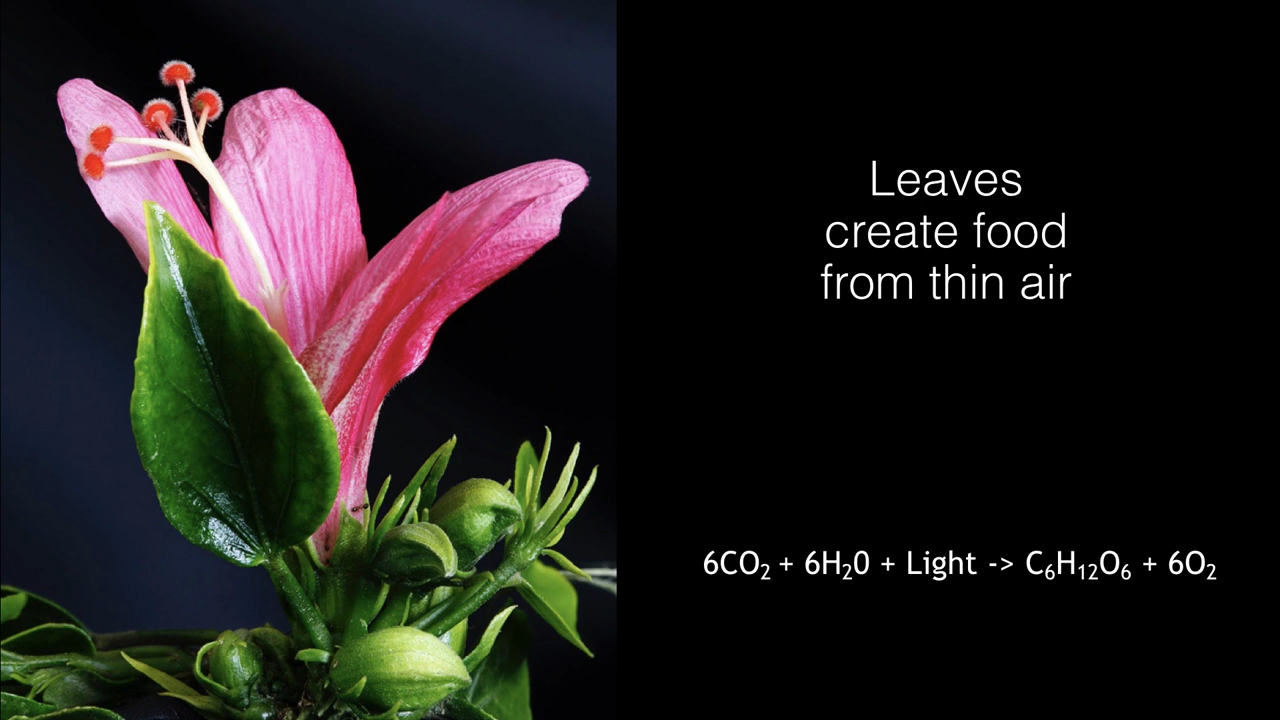 Leaves
create food
from thin air
6CO₂ + 6H₂0 + Light -> C₆H₁₂O₆ + 6O₂